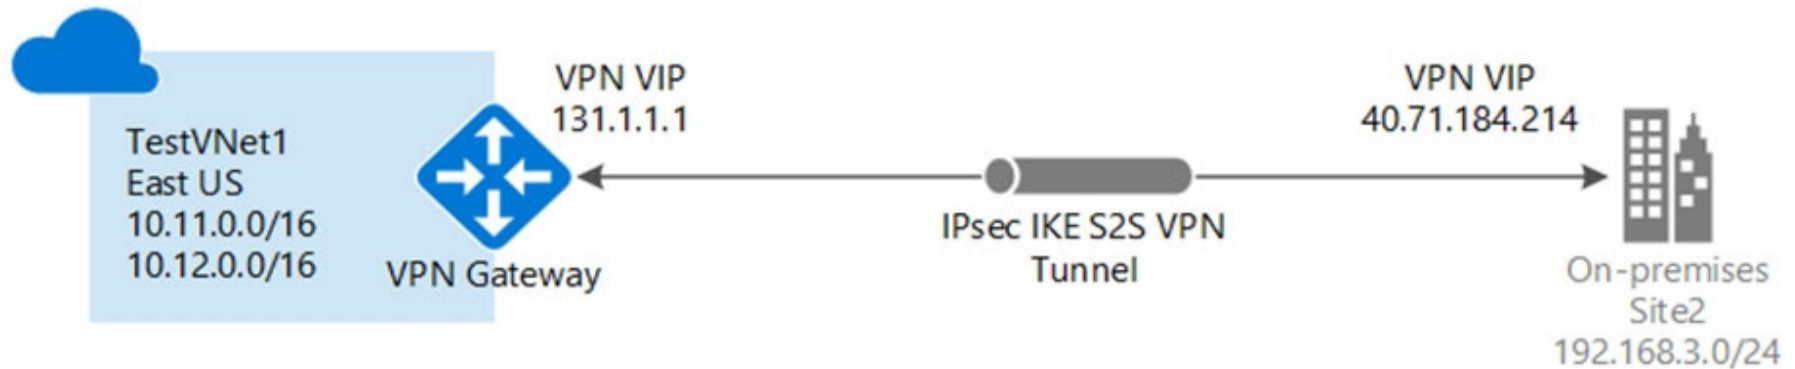 TestVNet1
East US
10.11.0.0/16
10.12.0.0/16
VPN Gateway
VPN VIP
131.1.1.1
IPsec IKE S2S VPN
Tunnel
VPN VIP
40.71.184.214
On-premises
Site2
192.168.3.0/24